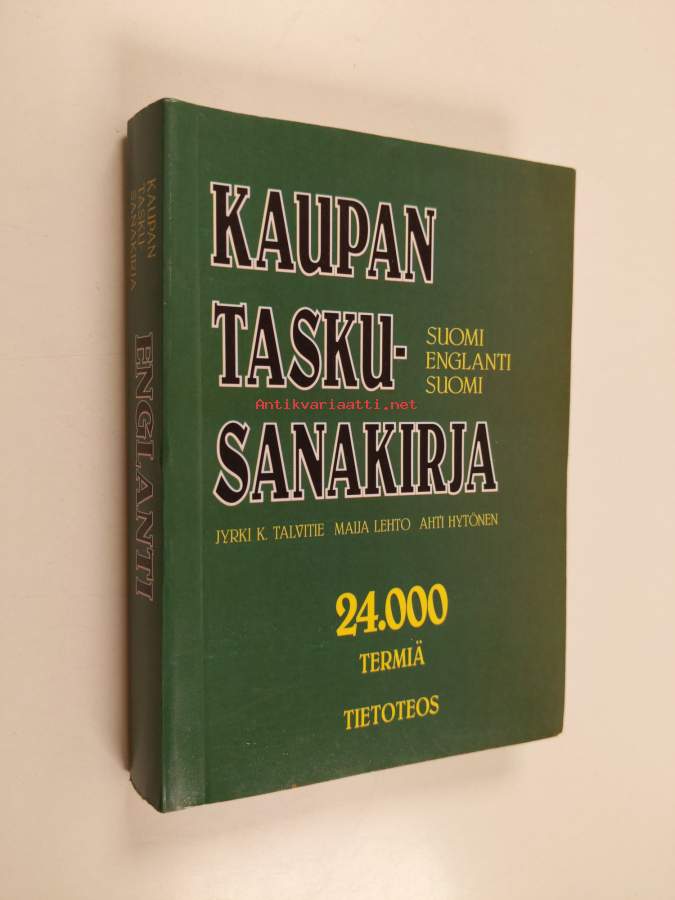 KAUPAN
TASKU-
SANAKIRJA
SUOMI
ENGLANTI
SUOMI
JYRKI K. TALVITIE MAIJA LEHTO AHTI HYTÖNEN
24.000
TERMIÄ
TIETOTEOS
KAUPAN
TASKU
SANAKIRJA
ENGLANTI
Antikvariaatti.net